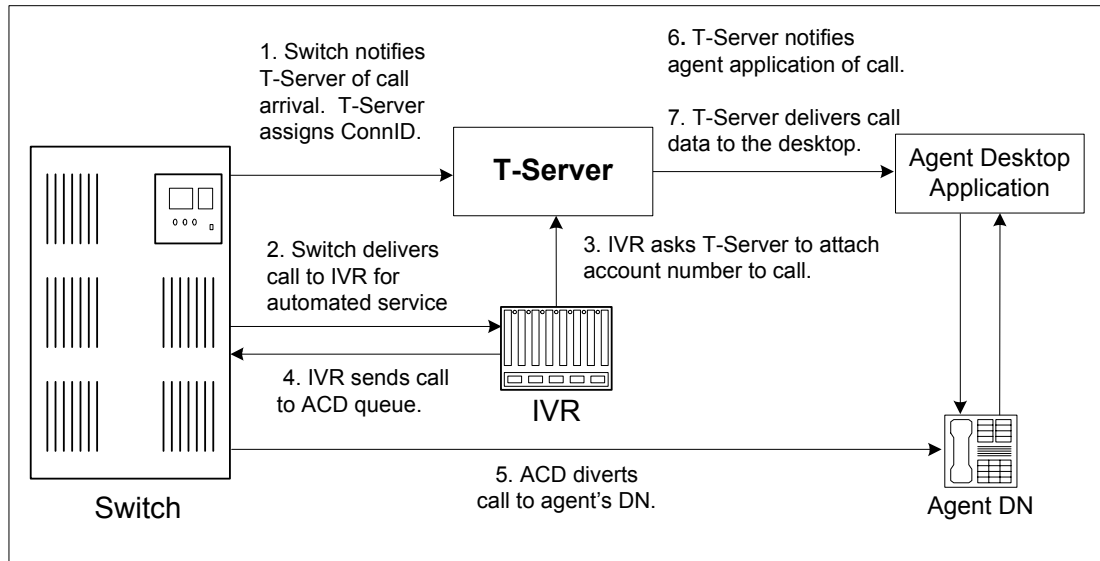 1. Switch notifies
T-Server of call
arrival. T-Server
assigns ConnID.
6. T-Server notifies
agent application of call.
7. T-Server delivers call
data to the desktop.
T-Server
Agent Desktop
Application
2. Switch delivers
call to IVR for
automated service
3. IVR asks T-Server to attach
account number to call.
4. IVR sends call
to ACD queue.
IVR
5. ACD diverts
call to agent’s DN.
Switch
Agent DN